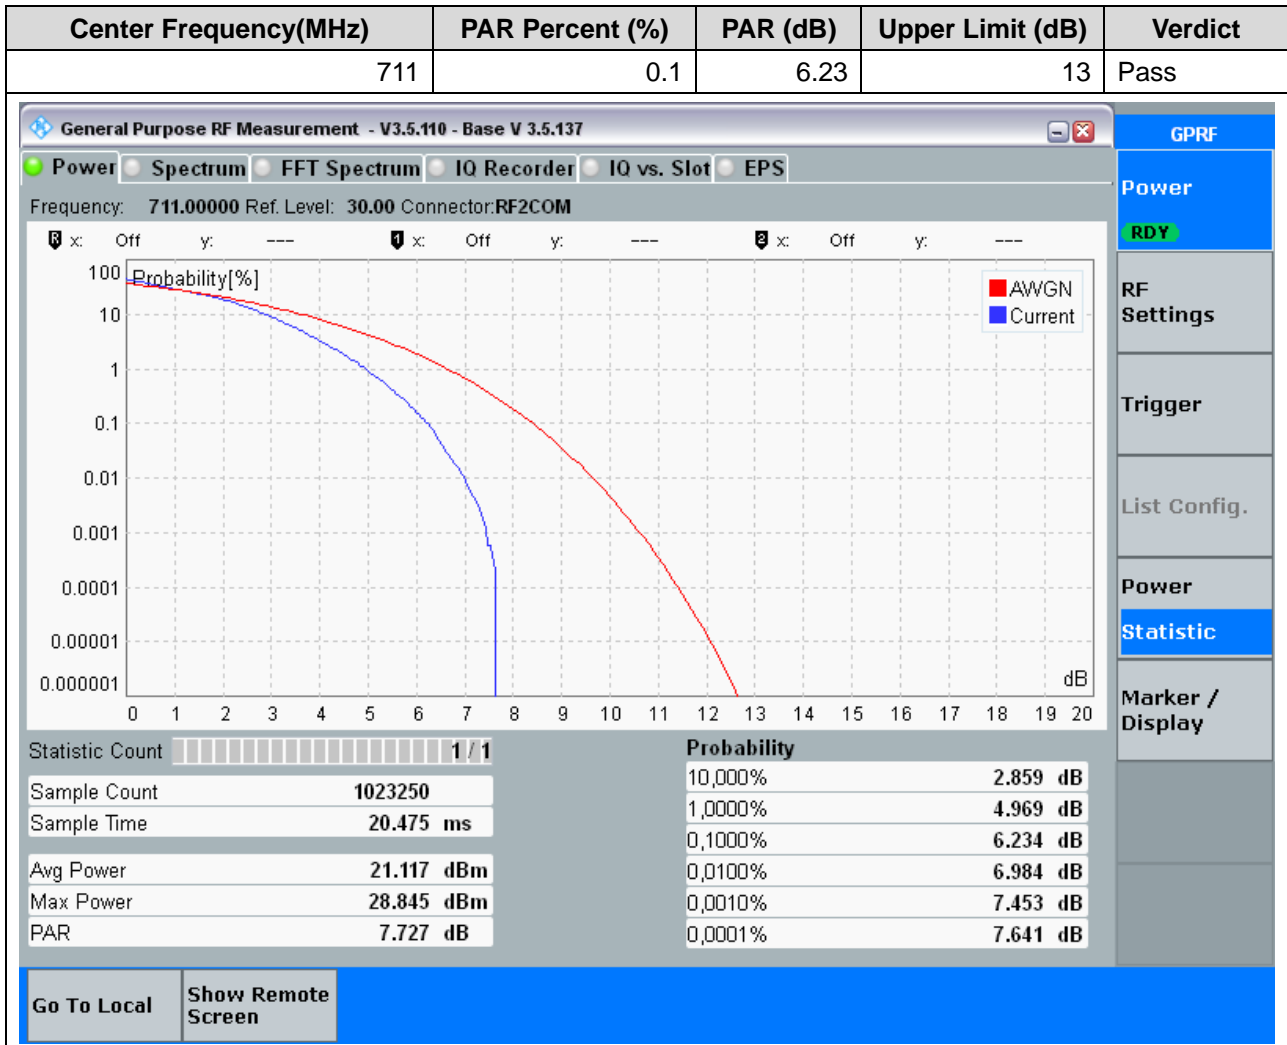 Center Frequency(MHz) PAR Percent (%) PAR (dB) Upper Limit (dB) Verdict
711 0.1 6.23 13 Pass
General Purpose RF Measurement - V3.5.110 - Base V 3.5.137
GPRF
Power Spectrum FFT Spectrum IQ Recorder IQ vs. Slot EPS
Power
RDY
Frequency: 711.00000 Ref. Level: 30.00 Connector:RF2COM
R x: Off y: --- 1 x: Off y: --- 2 x: Off y: ---
Probability[%]
AWGN
Current
100
10
1
0.1
0.01
0.001
0.0001
0.00001
0.000001
dB
0 1 2 3 4 5 6 7 8 9 10 11 12 13 14 15 16 17 18 19 20
RF
Settings
Trigger
List Config.
Power
Statistic
Marker /
Display
Statistic Count 1 / 1
Sample Count 1023250
Sample Time 20.475 ms
Avg Power 21.117 dBm
Max Power 28.845 dBm
PAR 7.727 dB
Probability
10,000% 2.859 dB
1,0000% 4.969 dB
0,1000% 6.234 dB
0,0100% 6.984 dB
0,0010% 7.453 dB
0,0001% 7.641 dB
Go To Local
Show Remote
Screen